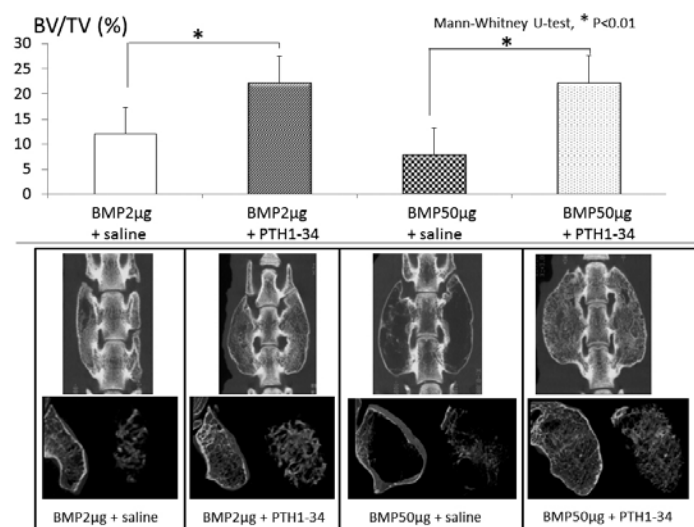 BV/TV (%)
Mann-Whitney U-test, * P<0.01
*
*
30
25
20
15
10
5
0
BMP2µg
+ saline
BMP2µg
+ PTH1-34
BMP50µg
+ saline
BMP50µg
+ PTH1-34
BMP2µg + saline
BMP2µg + PTH1-34
BMP50µg + saline
BMP50µg + PTH1-34